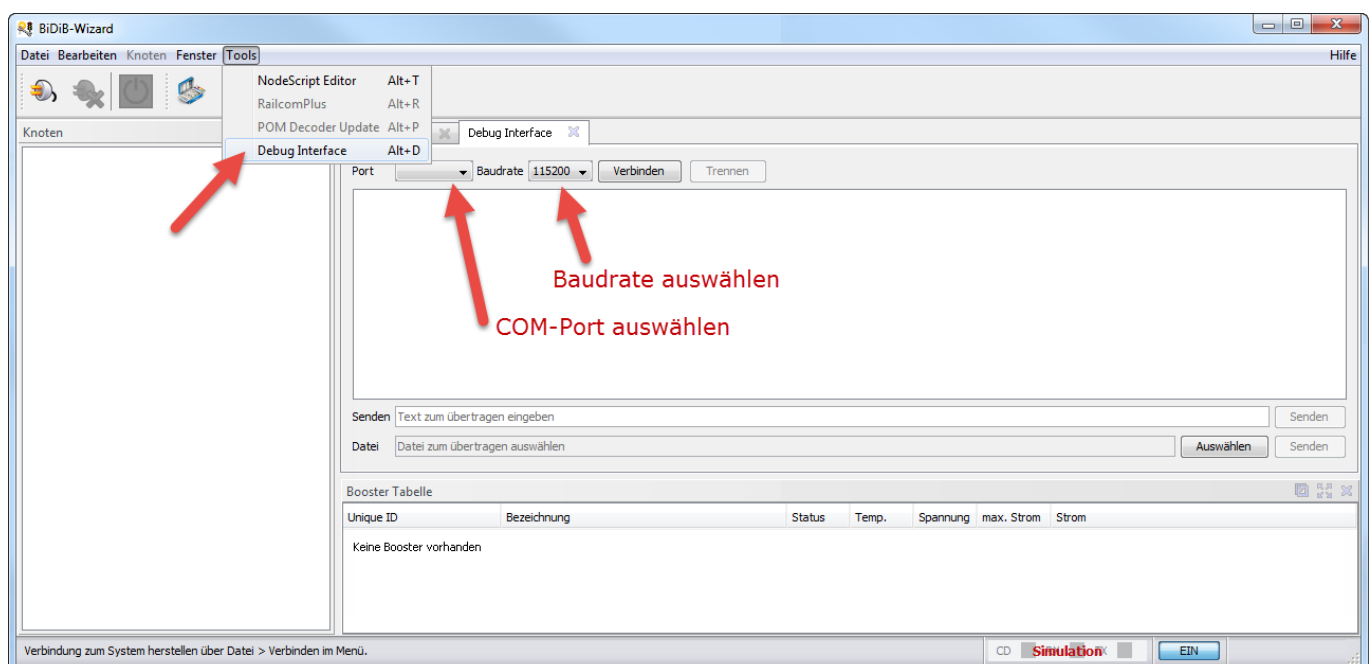 BiDiB-Wizard
Datei Bearbeiten Knoten Fenster Tools Hilfe
NodeScript Editor Alt+T
RailcomPlus Alt+R
POM Decoder Update Alt+P
Debug Interface Alt+D
Knoten
Debug Interface
Port Baudrate 115200 Verbinden Trennen
Baudrate auswählen
COM-Port auswählen
Senden Text zum übertragen eingeben Senden
Datei Datei zum übertragen auswählen Auswählen Senden
Booster Tabelle
Unique ID Bezeichnung Status Temp. Spannung max. Strom Strom
Keine Booster vorhanden
Verbindung zum System herstellen über Datei > Verbinden im Menü. CD Simulation EIN